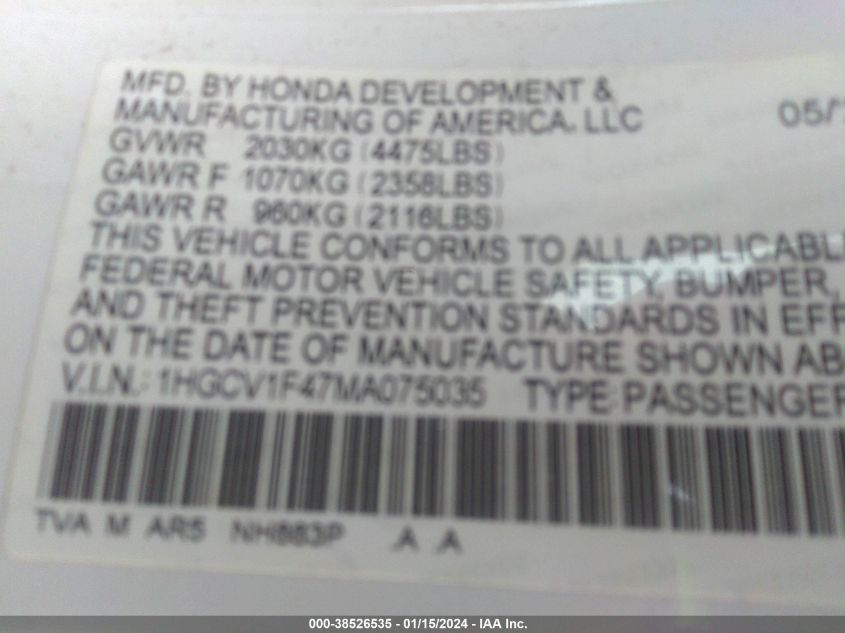 MFD. BY HONDA DEVELOPMENT &
MANUFACTURING OF AMERICA, LLC 05/
GVWR 2030KG (4475LBS)
GAWR F 1070KG (2358LBS)
GAWR R 960KG (2116LBS)
THIS VEHICLE CONFORMS TO ALL APPLICABL
FEDERAL MOTOR VEHICLE SAFETY, BUMPER,
AND THEFT PREVENTION STANDARDS IN EFF
ON THE DATE OF MANUFACTURE SHOWN AB
V.I.N.: 1HGCV1F47MA075035 TYPE:PASSENGER
TVA M AR5 NH883P A A
000-38526535 - 01/15/2024 - IAA Inc.